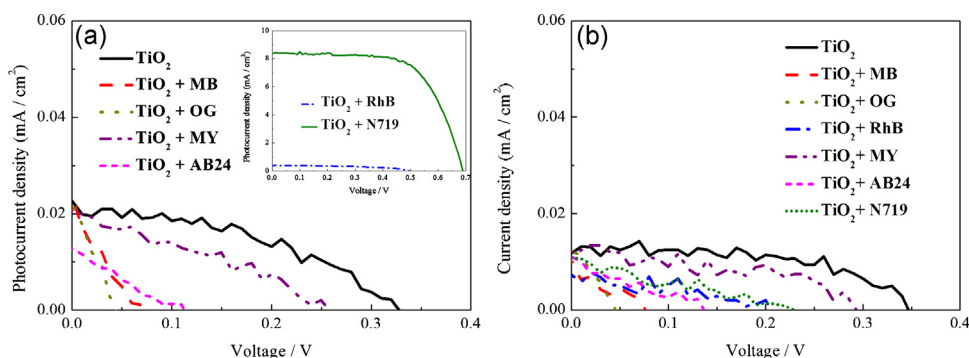 (a)
TiO₂
TiO₂ + MB
TiO₂ + OG
TiO₂ + MY
TiO₂ + AB24
Photocurrent density (mA / cm²)
0.06
0.04
0.02
0.00
0.0 0.1 0.2 0.3 0.4
Voltage / V
Photocurrent density (mA / cm²)
10
8
6
4
2
0
TiO₂ + RhB
TiO₂ + N719
0.0 0.1 0.2 0.3 0.4 0.5 0.6 0.7
Voltage / V
(b)
TiO₂
TiO₂+ MB
TiO₂+ OG
TiO₂+ RhB
TiO₂+ MY
TiO₂+ AB24
TiO₂+ N719
Current density (mA / cm²)
0.06
0.04
0.02
0.00
0.0 0.1 0.2 0.3 0.4
Voltage / V